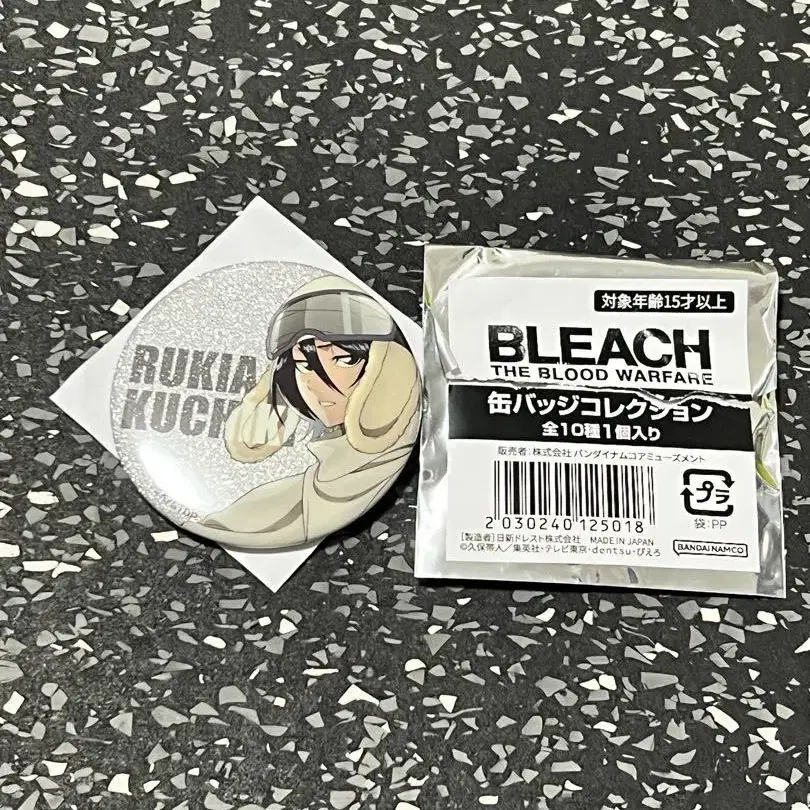 RUKIA
KUCH
対象年齢15才以上
BLEACH
THE BLOOD WARFARE
缶バッジコレクション
全10種1個入り
販売者:株式会社バンダイナムコアミューズメント
2 030240 125018
プラ
袋:PP
[製造者]日新ドレスト株式会社 MADE IN JAPAN
©久保帯人/集英社・テレビ東京・dentsu・ぴえろ
BANDAI NAMCO